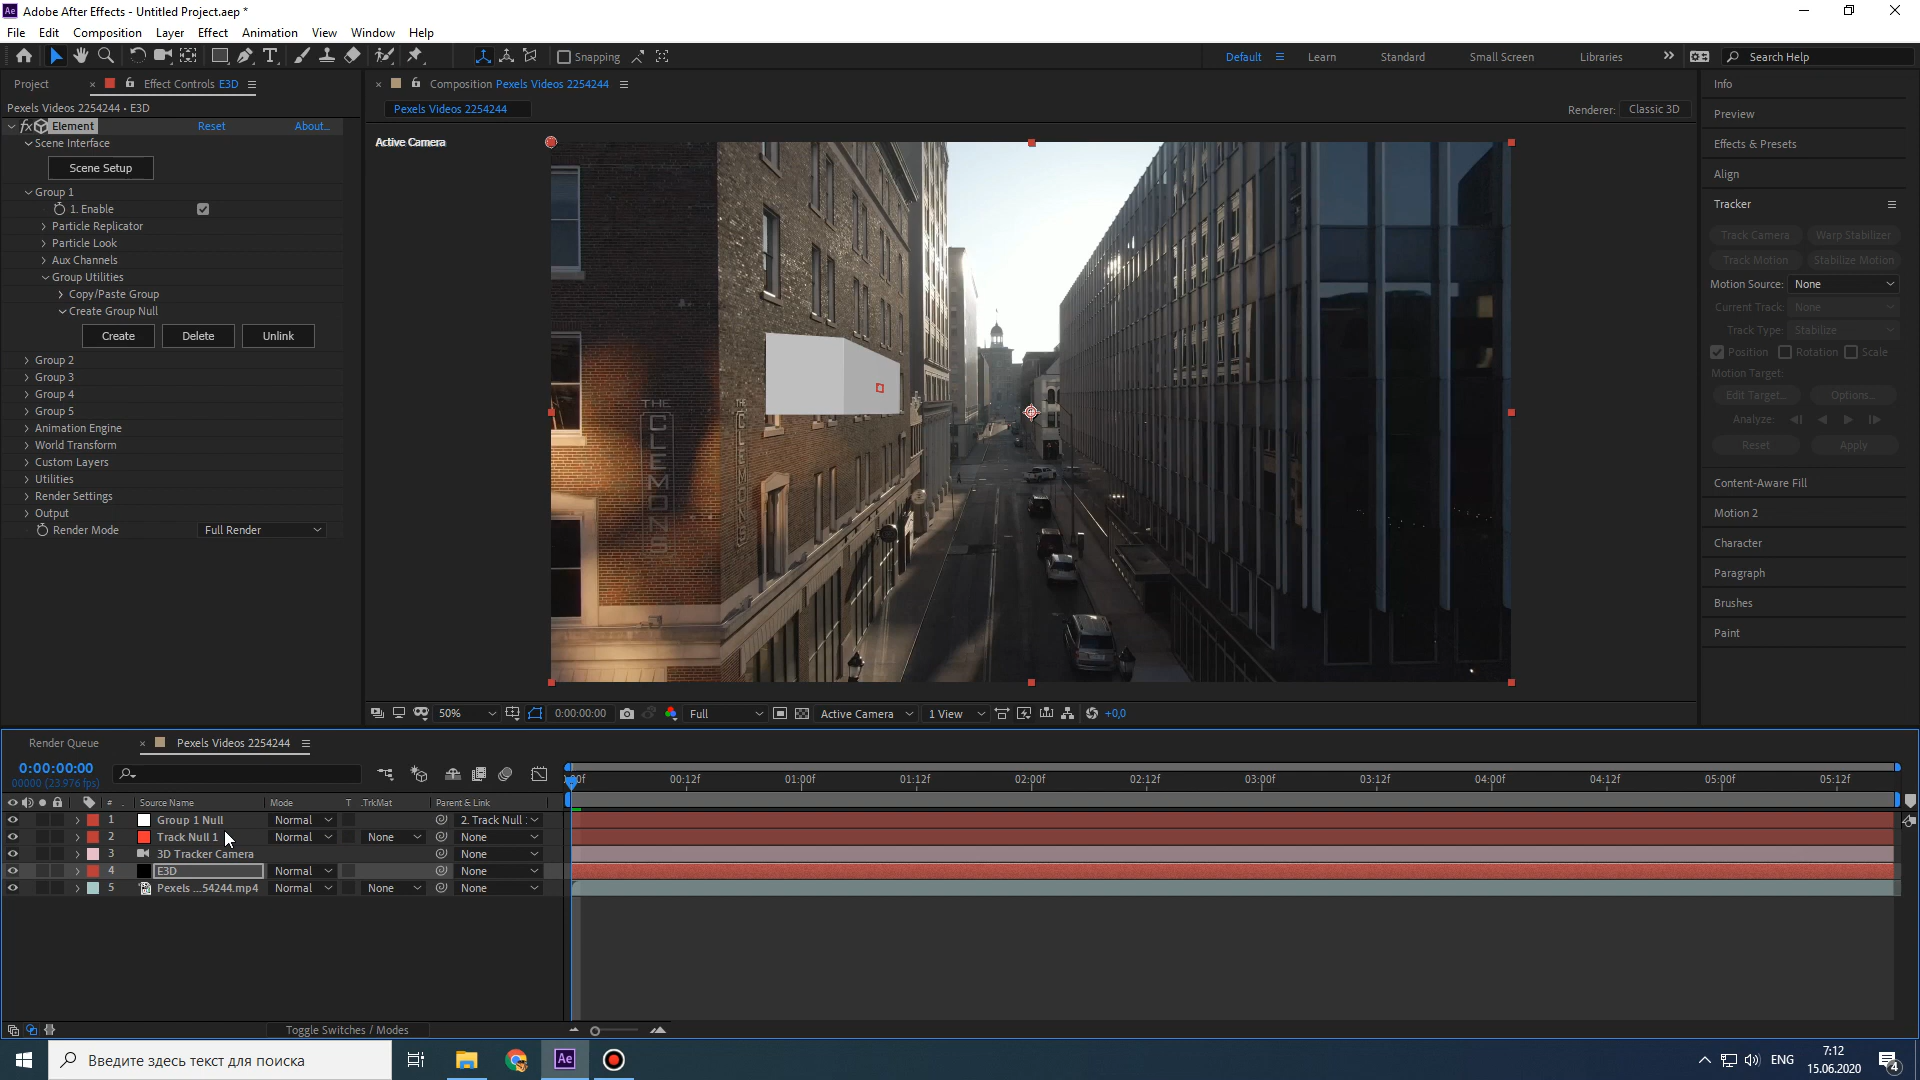 Adobe After Effects - Untitled Project.aep *
File Edit Composition Layer Effect Animation View Window Help
Snapping
Default Learn Standard Small Screen Libraries Search Help
Project Effect Controls E3D
Pexels Videos 2254244 • E3D
fx Element Reset About...
Scene Interface
Scene Setup
Group 1
1. Enable
Particle Replicator
Particle Look
Aux Channels
Group Utilities
Copy/Paste Group
Create Group Null
Create Delete Unlink
Group 2
Group 3
Group 4
Group 5
Animation Engine
World Transform
Custom Layers
Utilities
Render Settings
Output
Render Mode Full Render
Composition Pexels Videos 2254244
Pexels Videos 2254244
Renderer: Classic 3D
Active Camera
THE
CLEMONS
THE
CLEMONS
50% 0:00:00:00 Full Active Camera 1 View +0,0
Info
Preview
Effects & Presets
Align
Tracker
Track Camera Warp Stabilizer
Track Motion Stabilize Motion
Motion Source: None
Current Track: None
Track Type: Stabilize
Position Rotation Scale
Motion Target:
Edit Target... Options...
Analyze:
Reset Apply
Content-Aware Fill
Motion 2
Character
Paragraph
Brushes
Paint
Render Queue Pexels Videos 2254244
0:00:00:00
00000 (23.976 fps)
00:12f 01:00f 01:12f 02:00f 02:12f 03:00f 03:12f 04:00f 04:12f 05:00f 05:12f
# Source Name Mode T .TrkMat Parent & Link
1 Group 1 Null Normal 2. Track Null
2 Track Null 1 Normal None None
3 3D Tracker Camera None
4 E3D Normal None
5 Pexels ...54244.mp4 Normal None None
Toggle Switches / Modes
Введите здесь текст для поиска
Ae
ENG
7:12
15.06.2020
4